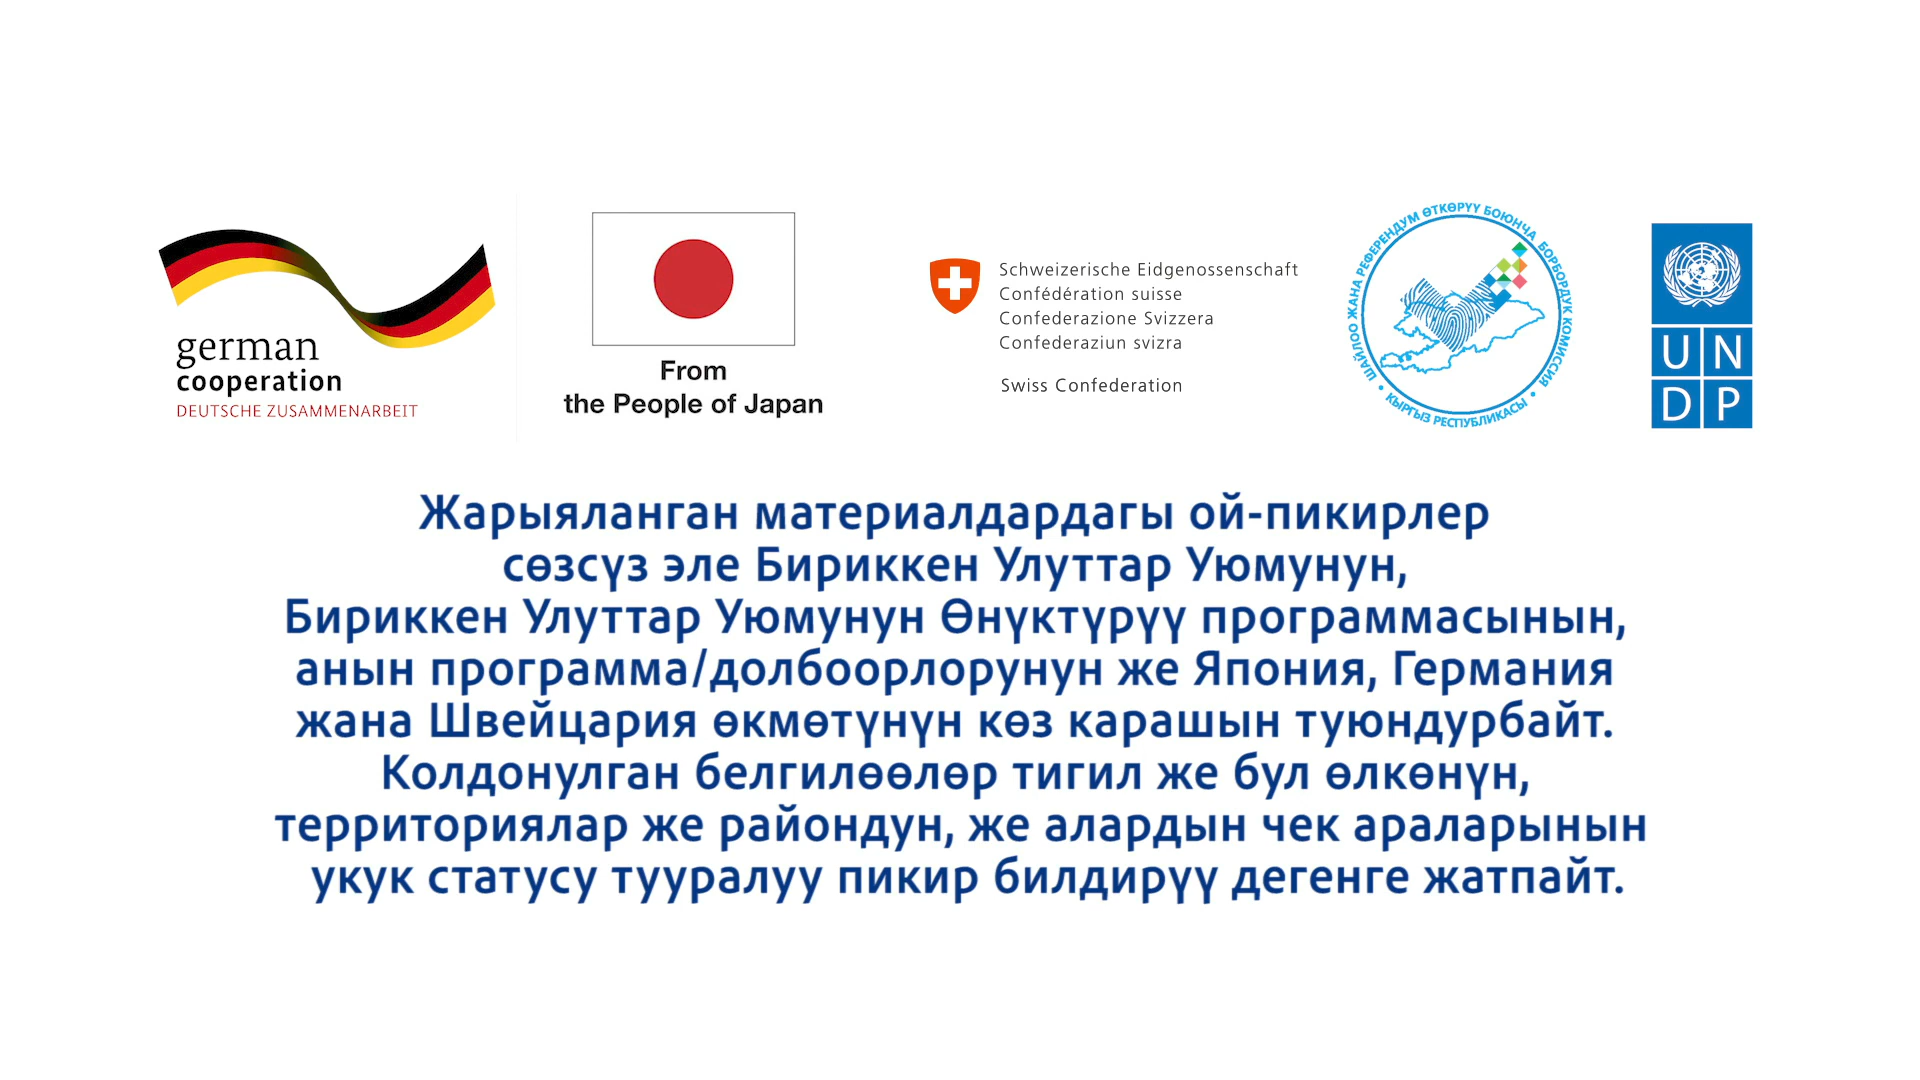 german
cooperation
DEUTSCHE ZUSAMMENARBEIT
From
the People of Japan
Schweizerische Eidgenossenschaft
Confédération suisse
Confederazione Svizzera
Confederaziun svizra
Swiss Confederation
ШАЙЛОО ЖАНА РЕФЕРЕНДУМ ӨТКӨРҮҮ БОЮНЧА БОРБОРДУК КОМИССИЯ
• КЫРГЫЗ РЕСПУБЛИКАСЫ •
U N
D P
Жарыяланган материалдардагы ой-пикирлер
сөзсүз эле Бириккен Улуттар Уюмунун,
Бириккен Улуттар Уюмунун Өнүктүрүү программасынын,
анын программа/долбоорлорунун же Япония, Германия
жана Швейцария өкмөтүнүн көз карашын туюндурбайт.
Колдонулган белгилөөлөр тигил же бул өлкөнүн,
территориялар же райондун, же алардын чек араларынын
укук статусу тууралуу пикир билдирүү дегенге жатпайт.